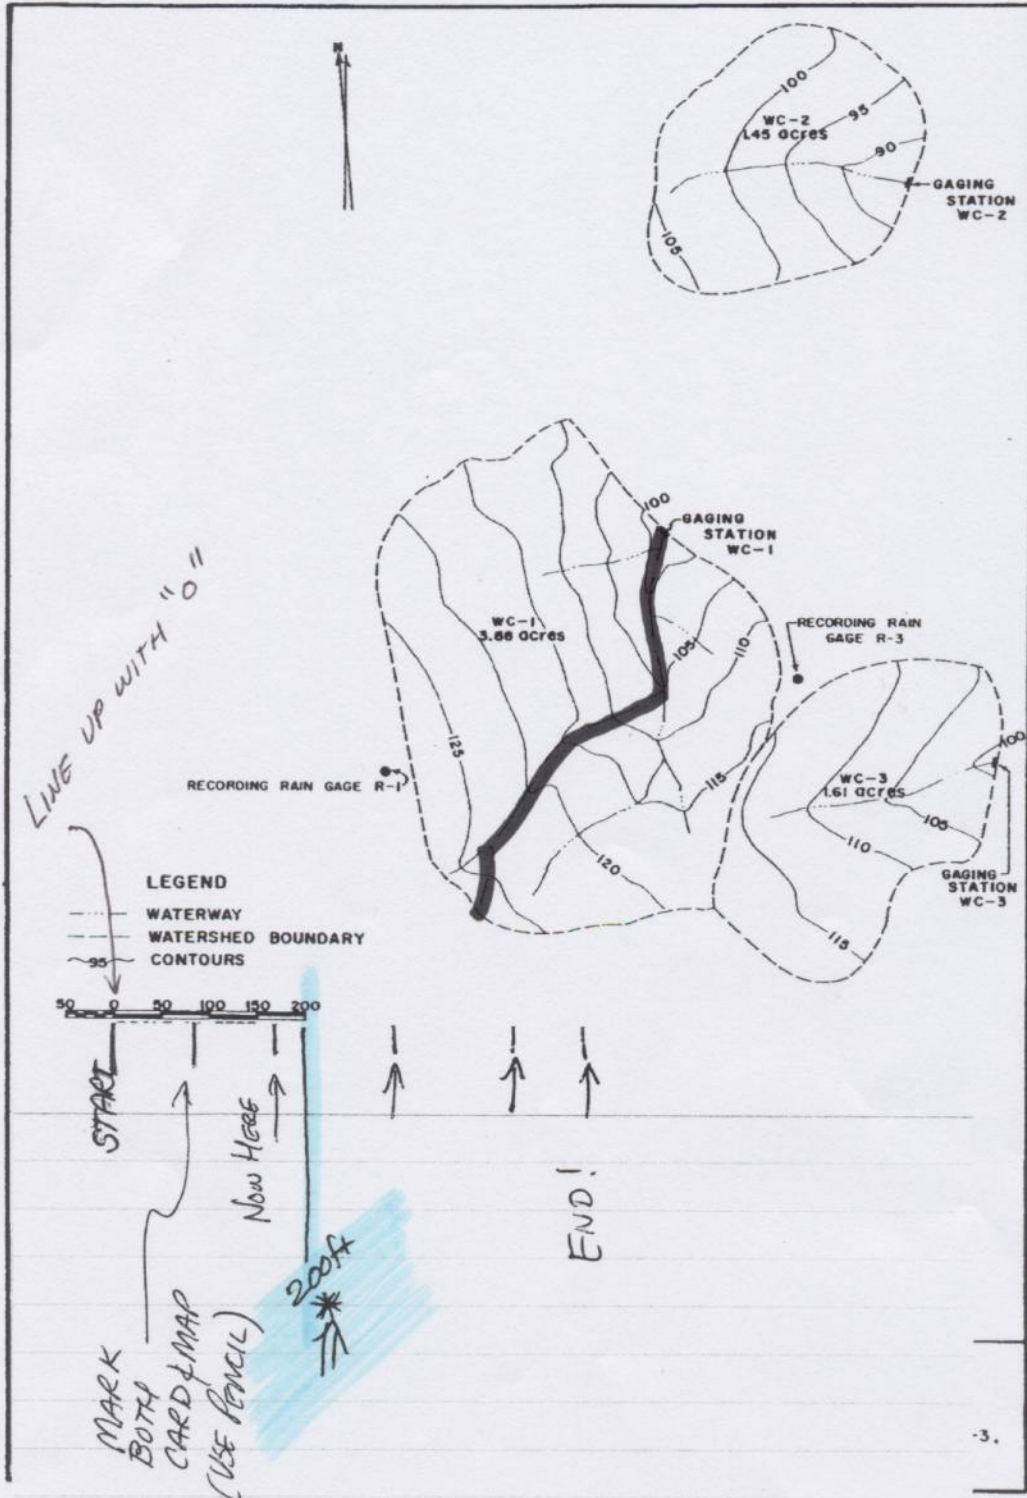 N
100
WC-2
1.45 acres
95
90
GAGING
STATION
WC-2
105
100
GAGING
STATION
WC-1
WC-1
3.66 acres
RECORDING RAIN
GAGE R-3
105
110
125
115
100
WC-3
1.61 acres
RECORDING RAIN GAGE R-1
105
110
120
GAGING
STATION
WC-3
115
LINE UP WITH "O"
LEGEND
WATERWAY
WATERSHED BOUNDARY
95 CONTOURS
50 0 50 100 150 200
START
NOW HERE
END!
200ft
MARK
BOTH
CARD & MAP
(USE PENCIL)
-3.